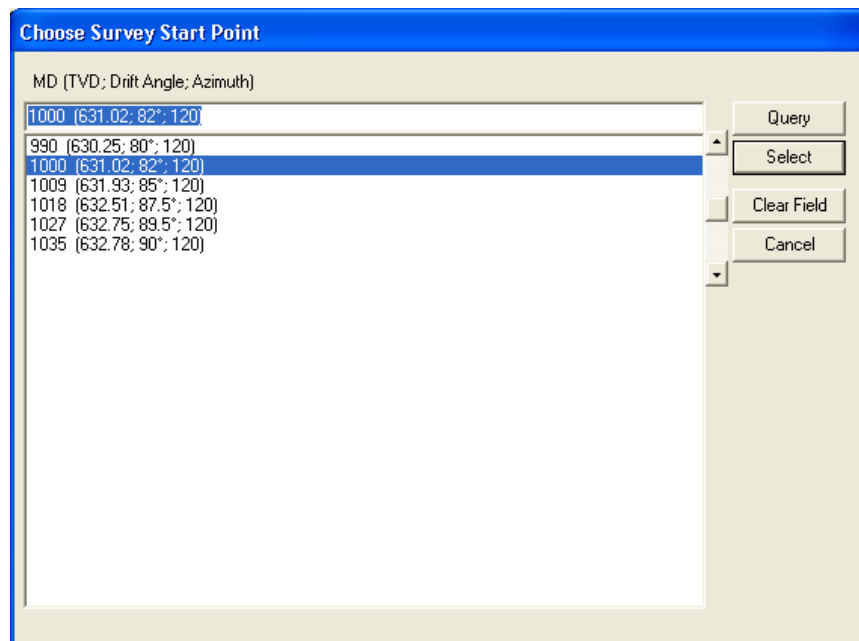 Choose Survey Start Point
MD (TVD; Drift Angle; Azimuth)
1000 (631.02; 82°; 120)
Query
990 (630.25; 80°; 120)
1000 (631.02; 82°; 120)
Select
1009 (631.93; 85°; 120)
1018 (632.51; 87.5°; 120)
Clear Field
1027 (632.75; 89.5°; 120)
1035 (632.78; 90°; 120)
Cancel